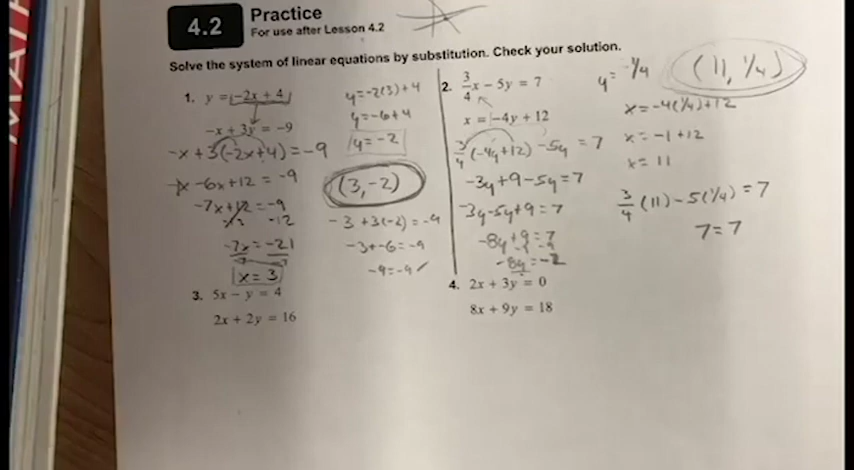 4.2
Practice
For use after Lesson 4.2
Solve the system of linear equations by substitution. Check your solution.
1. y = -2x + 4
-x + 3y = -9
-x + 3(-2x+4) = -9
-x - 6x + 12 = -9
-7x + 12 = -9
-12 -12
-7x = -21
x = 3
y = -2(3) + 4
y = -6 + 4
y = -2
(3, -2)
-3 + 3(-2) = -9
-3 + -6 = -9
-9 = -9 ✓
2. 3/4 x - 5y = 7
x = -4y + 12
3/4 (-4y + 12) - 5y = 7
-3y + 9 - 5y = 7
-3y - 5y + 9 = 7
-8y + 9 = 7
-9 -9
-8y = -2
y = -1/4
(11, 1/4)
x = -4(1/4) + 12
x = -1 + 12
x = 11
3/4 (11) - 5(1/4) = 7
7 = 7
3. 5x - y = 4
2x + 2y = 16
4. 2x + 3y = 0
8x + 9y = 18